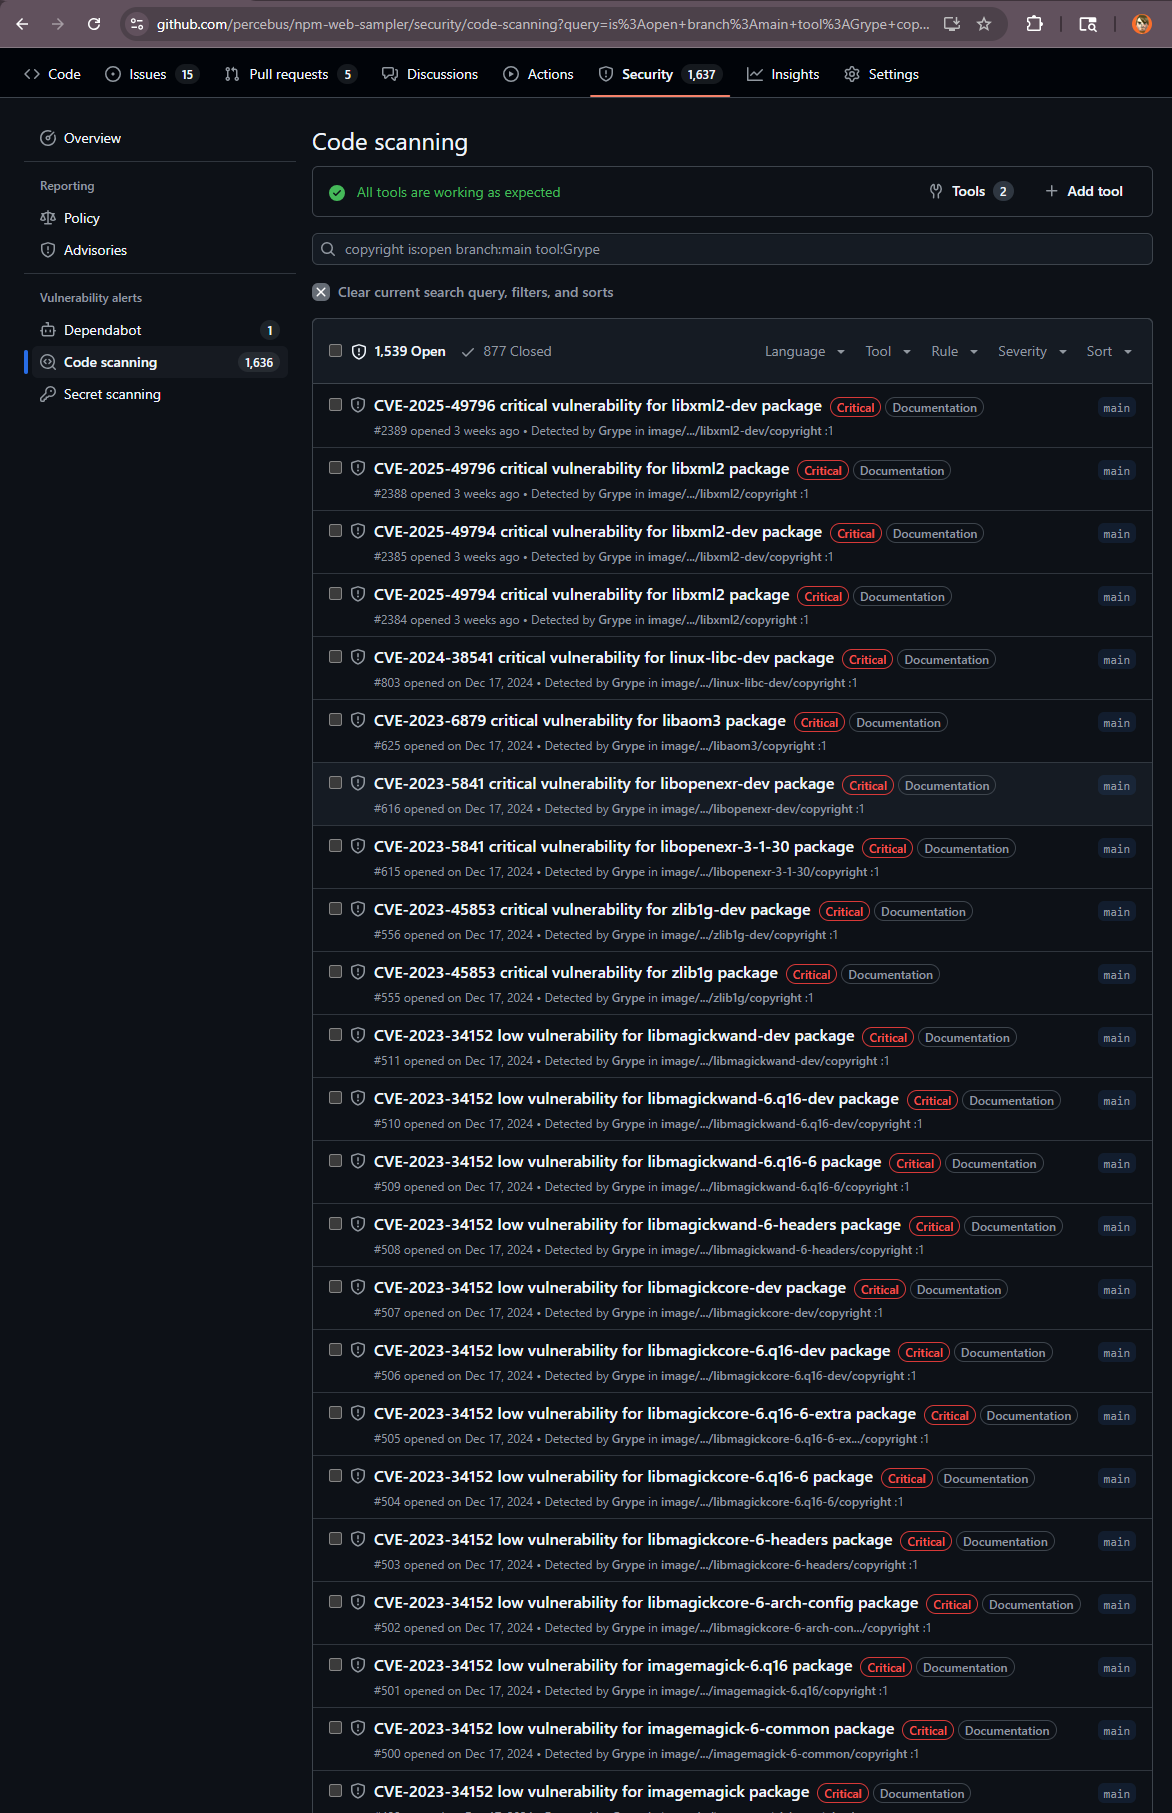 github.com/percebus/npm-web-sampler/security/code-scanning?query=is%3Aopen+branch%3Amain+tool%3AGrype+cop...
Code
Issues 15
Pull requests 5
Discussions
Actions
Security 1,637
Insights
Settings
Overview
Reporting
Policy
Advisories
Vulnerability alerts
Dependabot 1
Code scanning 1,636
Secret scanning
Code scanning
All tools are working as expected
Tools 2
Add tool
copyright is:open branch:main tool:Grype
Clear current search query, filters, and sorts
1,539 Open 877 Closed Language Tool Rule Severity Sort
CVE-2025-49796 critical vulnerability for libxml2-dev package Critical Documentation main
#2389 opened 3 weeks ago • Detected by Grype in image/.../libxml2-dev/copyright :1
CVE-2025-49796 critical vulnerability for libxml2 package Critical Documentation main
#2388 opened 3 weeks ago • Detected by Grype in image/.../libxml2/copyright :1
CVE-2025-49794 critical vulnerability for libxml2-dev package Critical Documentation main
#2385 opened 3 weeks ago • Detected by Grype in image/.../libxml2-dev/copyright :1
CVE-2025-49794 critical vulnerability for libxml2 package Critical Documentation main
#2384 opened 3 weeks ago • Detected by Grype in image/.../libxml2/copyright :1
CVE-2024-38541 critical vulnerability for linux-libc-dev package Critical Documentation main
#803 opened on Dec 17, 2024 • Detected by Grype in image/.../linux-libc-dev/copyright :1
CVE-2023-6879 critical vulnerability for libaom3 package Critical Documentation main
#625 opened on Dec 17, 2024 • Detected by Grype in image/.../libaom3/copyright :1
CVE-2023-5841 critical vulnerability for libopenexr-dev package Critical Documentation main
#616 opened on Dec 17, 2024 • Detected by Grype in image/.../libopenexr-dev/copyright :1
CVE-2023-5841 critical vulnerability for libopenexr-3-1-30 package Critical Documentation main
#615 opened on Dec 17, 2024 • Detected by Grype in image/.../libopenexr-3-1-30/copyright :1
CVE-2023-45853 critical vulnerability for zlib1g-dev package Critical Documentation main
#556 opened on Dec 17, 2024 • Detected by Grype in image/.../zlib1g-dev/copyright :1
CVE-2023-45853 critical vulnerability for zlib1g package Critical Documentation main
#555 opened on Dec 17, 2024 • Detected by Grype in image/.../zlib1g/copyright :1
CVE-2023-34152 low vulnerability for libmagickwand-dev package Critical Documentation main
#511 opened on Dec 17, 2024 • Detected by Grype in image/.../libmagickwand-dev/copyright :1
CVE-2023-34152 low vulnerability for libmagickwand-6.q16-dev package Critical Documentation main
#510 opened on Dec 17, 2024 • Detected by Grype in image/.../libmagickwand-6.q16-dev/copyright :1
CVE-2023-34152 low vulnerability for libmagickwand-6.q16-6 package Critical Documentation main
#509 opened on Dec 17, 2024 • Detected by Grype in image/.../libmagickwand-6.q16-6/copyright :1
CVE-2023-34152 low vulnerability for libmagickwand-6-headers package Critical Documentation main
#508 opened on Dec 17, 2024 • Detected by Grype in image/.../libmagickwand-6-headers/copyright :1
CVE-2023-34152 low vulnerability for libmagickcore-dev package Critical Documentation main
#507 opened on Dec 17, 2024 • Detected by Grype in image/.../libmagickcore-dev/copyright :1
CVE-2023-34152 low vulnerability for libmagickcore-6.q16-dev package Critical Documentation main
#506 opened on Dec 17, 2024 • Detected by Grype in image/.../libmagickcore-6.q16-dev/copyright :1
CVE-2023-34152 low vulnerability for libmagickcore-6.q16-6-extra package Critical Documentation main
#505 opened on Dec 17, 2024 • Detected by Grype in image/.../libmagickcore-6.q16-6-ex.../copyright :1
CVE-2023-34152 low vulnerability for libmagickcore-6.q16-6 package Critical Documentation main
#504 opened on Dec 17, 2024 • Detected by Grype in image/.../libmagickcore-6.q16-6/copyright :1
CVE-2023-34152 low vulnerability for libmagickcore-6-headers package Critical Documentation main
#503 opened on Dec 17, 2024 • Detected by Grype in image/.../libmagickcore-6-headers/copyright :1
CVE-2023-34152 low vulnerability for libmagickcore-6-arch-config package Critical Documentation main
#502 opened on Dec 17, 2024 • Detected by Grype in image/.../libmagickcore-6-arch-con.../copyright :1
CVE-2023-34152 low vulnerability for imagemagick-6.q16 package Critical Documentation main
#501 opened on Dec 17, 2024 • Detected by Grype in image/.../imagemagick-6.q16/copyright :1
CVE-2023-34152 low vulnerability for imagemagick-6-common package Critical Documentation main
#500 opened on Dec 17, 2024 • Detected by Grype in image/.../imagemagick-6-common/copyright :1
CVE-2023-34152 low vulnerability for imagemagick package Critical Documentation main